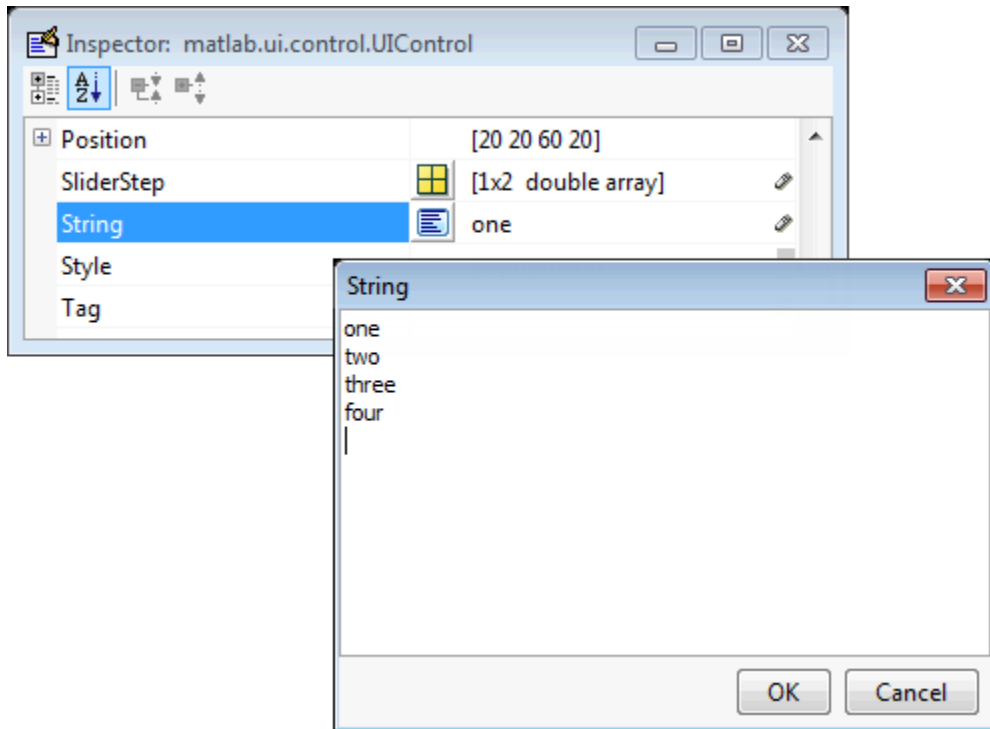 Inspector: matlab.ui.control.UIControl
Position [20 20 60 20]
SliderStep [1x2 double array]
String one
Style
Tag
String
one
two
three
four
OK Cancel